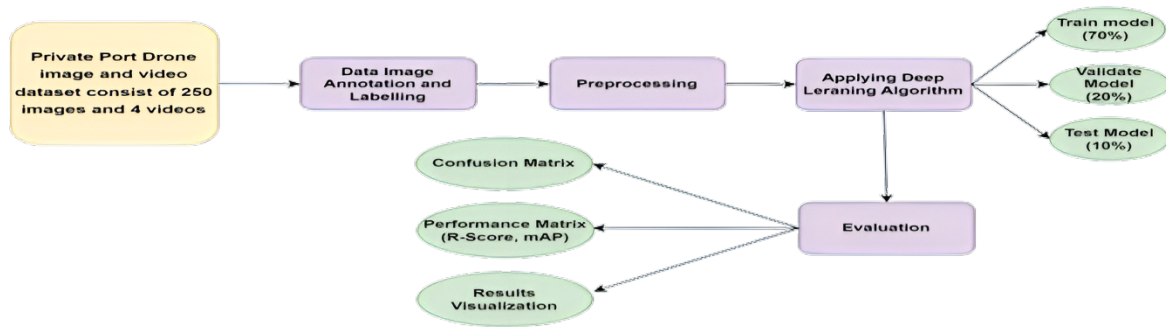 Private Port Drone
image and video
dataset consist of 250
images and 4 videos
Data Image
Annotation and
Labelling
Preprocessing
Applying Deep
Leraning Algorithm
Train model
(70%)
Validate
Model
(20%)
Test Model
(10%)
Confusion Matrix
Performance Matrix
(R-Score, mAP)
Results
Visualization
Evaluation